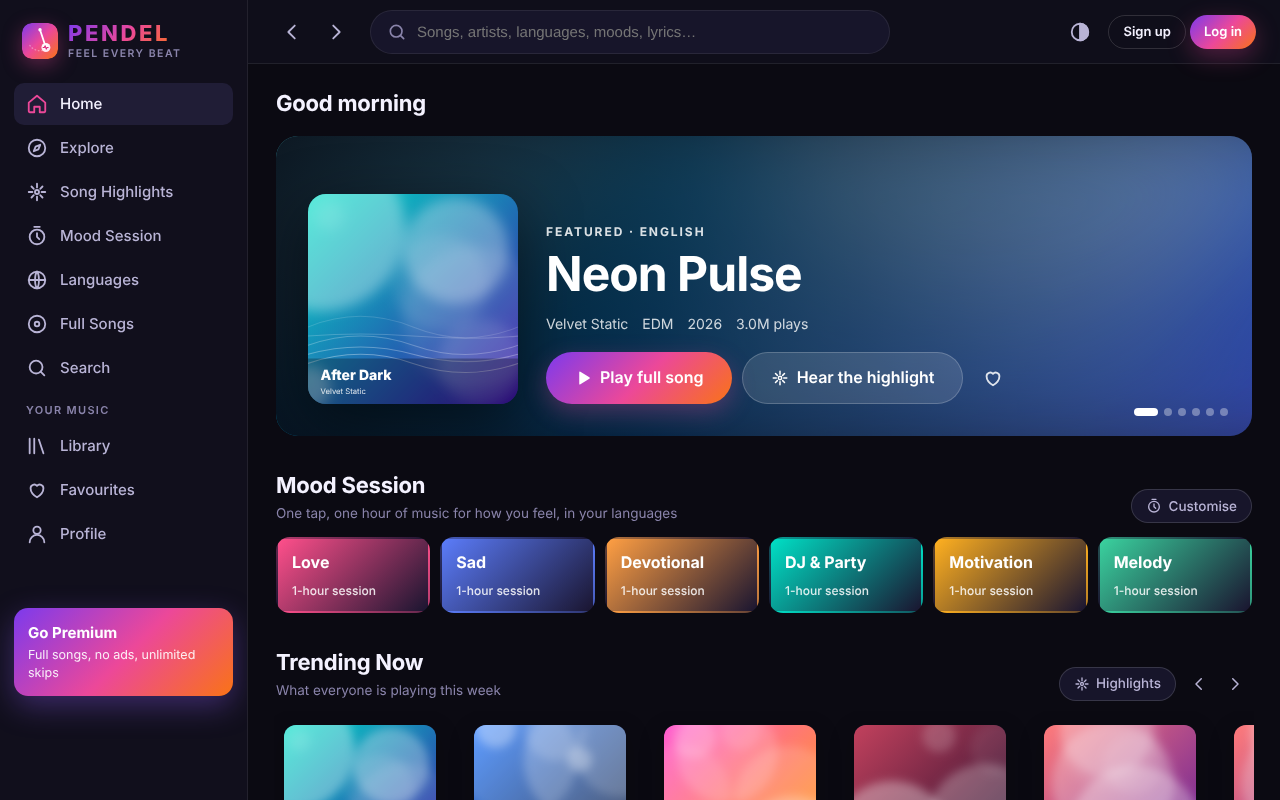 PENDEL
FEEL EVERY BEAT
Songs, artists, languages, moods, lyrics…
Sign up
Log in
Home
Explore
Song Highlights
Mood Session
Languages
Full Songs
Search
YOUR MUSIC
Library
Favourites
Profile
Go Premium
Full songs, no ads, unlimited
skips
Good morning
After Dark
Velvet Static
FEATURED · ENGLISH
Neon Pulse
Velvet Static EDM 2026 3.0M plays
Play full song
Hear the highlight
Mood Session
One tap, one hour of music for how you feel, in your languages
Customise
Love
1-hour session
Sad
1-hour session
Devotional
1-hour session
DJ & Party
1-hour session
Motivation
1-hour session
Melody
1-hour session
Trending Now
What everyone is playing this week
Highlights